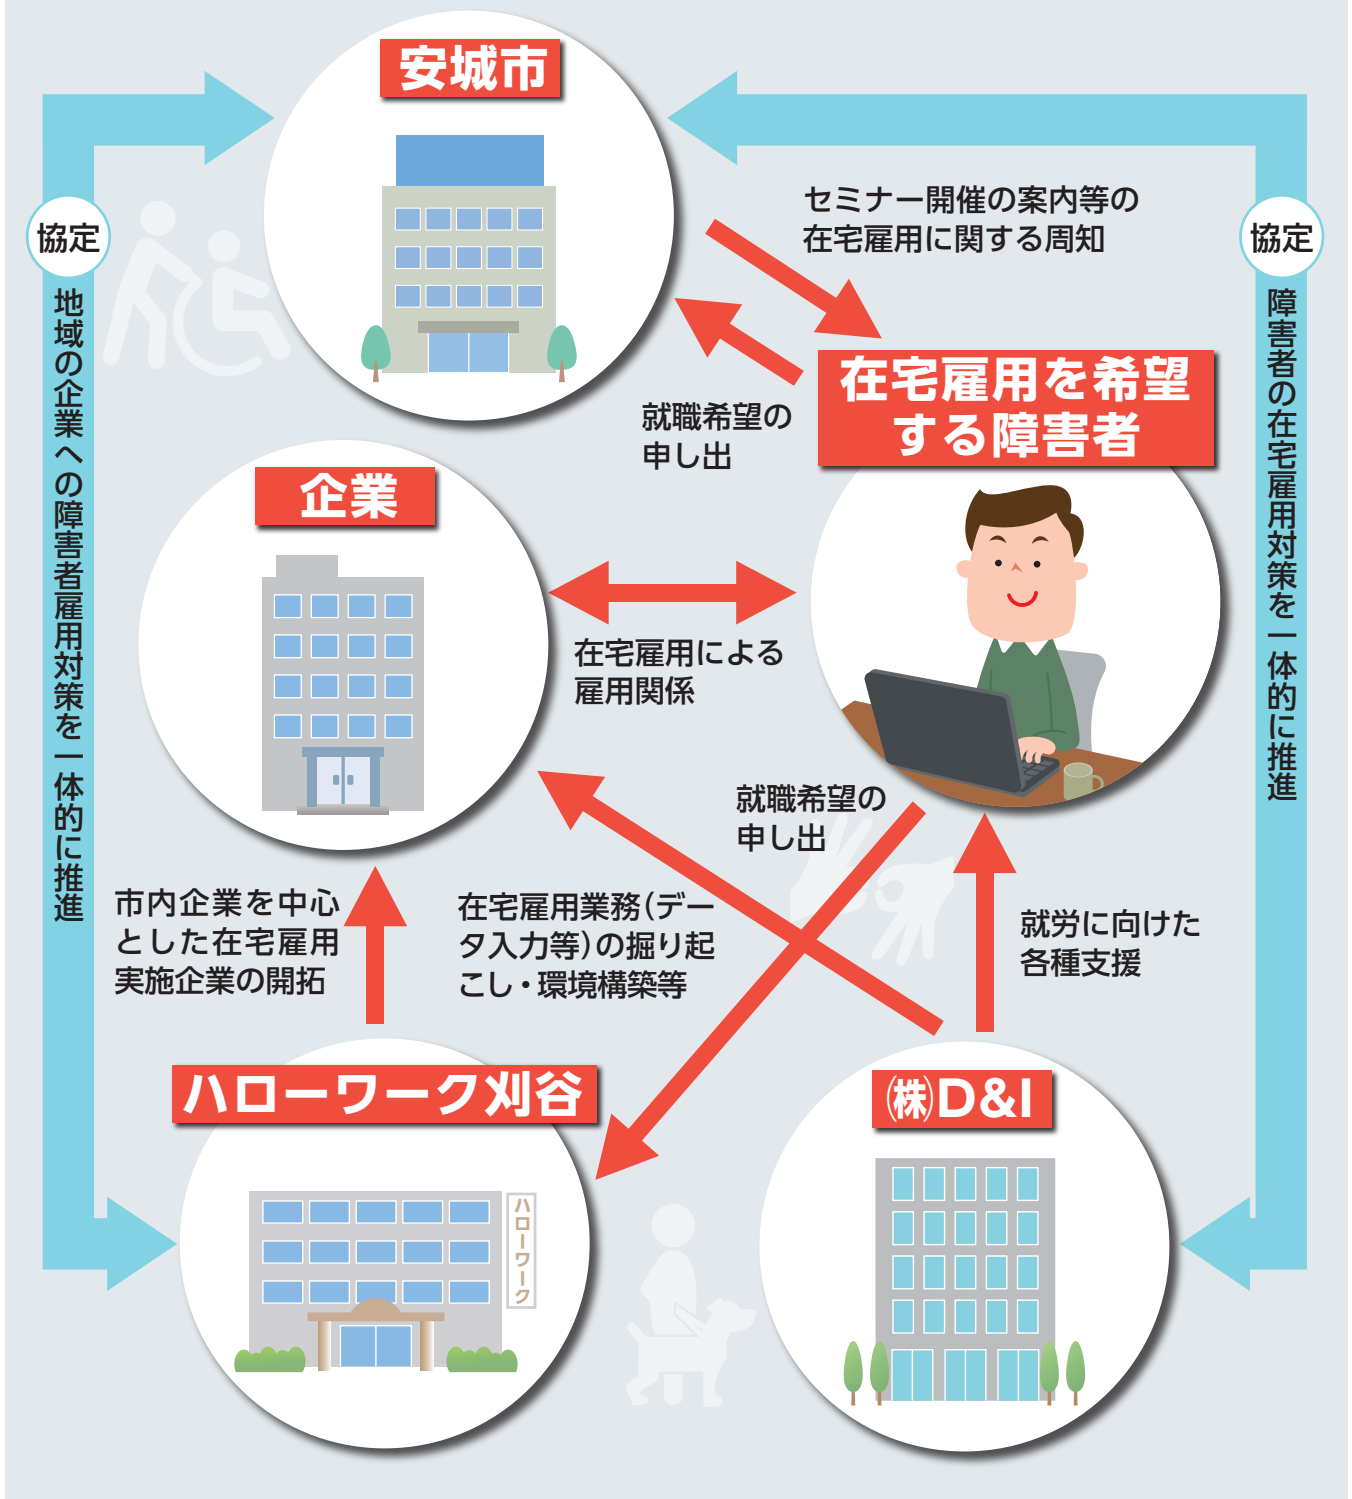 安城市
協定
地域の企業への障害者雇用対策を一体的に推進
協定
障害者の在宅雇用対策を一体的に推進
セミナー開催の案内等の
在宅雇用に関する周知
就職希望の
申し出
在宅雇用を希望
する障害者
企業
在宅雇用による
雇用関係
就職希望の
申し出
市内企業を中心
とした在宅雇用
実施企業の開拓
在宅雇用業務(デー
タ入力等)の掘り起
こし・環境構築等
就労に向けた
各種支援
ハローワーク刈谷
ハローワーク
㈱D&I